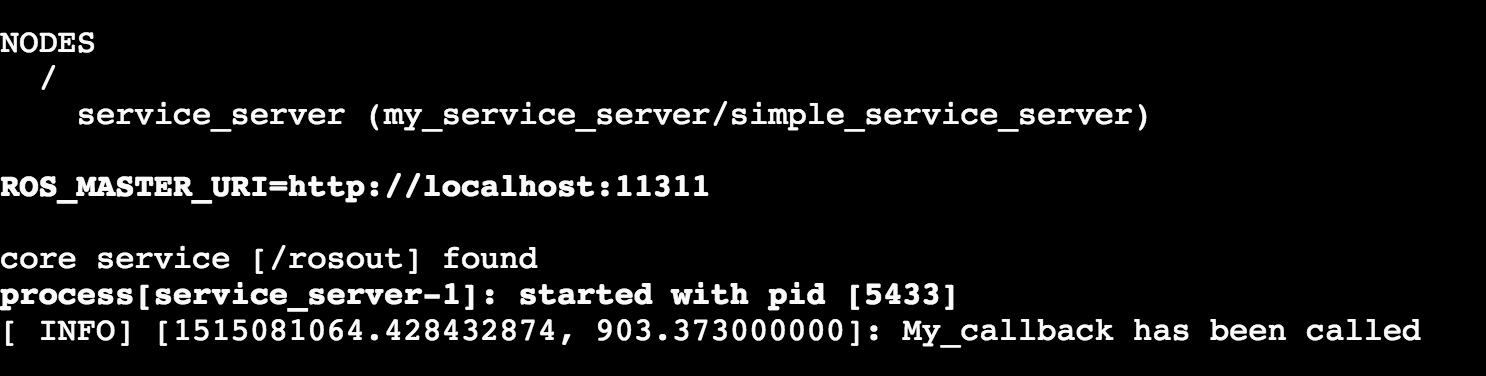 NODES
/
service_server (my_service_server/simple_service_server)
ROS_MASTER_URI=http://localhost:11311
core service [/rosout] found
process[service_server-1]: started with pid [5433]
[ INFO] [1515081064.428432874, 903.373000000]: My_callback has been called